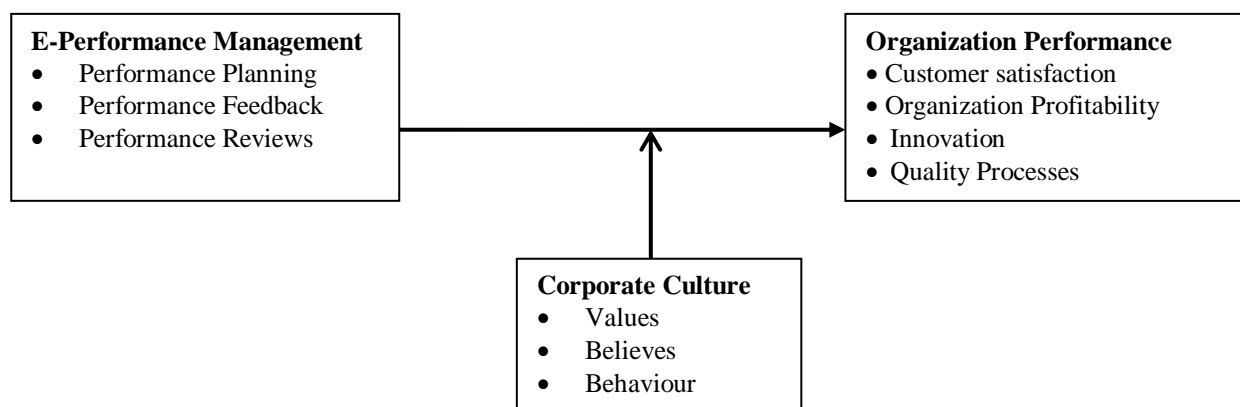 E-Performance Management
• Performance Planning
• Performance Feedback
• Performance Reviews
Organization Performance
• Customer satisfaction
• Organization Profitability
• Innovation
• Quality Processes
Corporate Culture
• Values
• Believes
• Behaviour